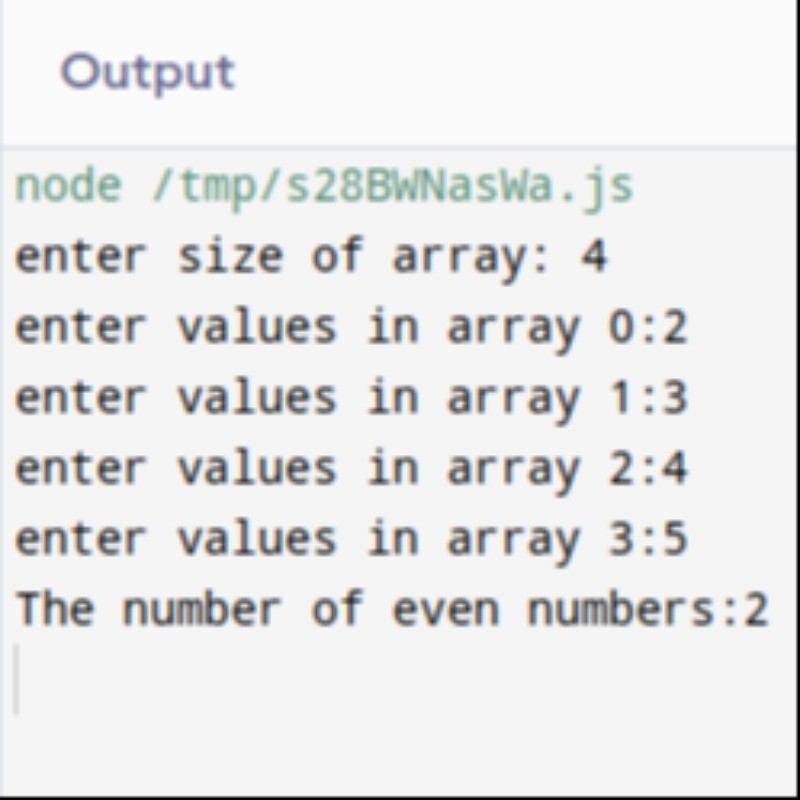 Output
node /tmp/s28BWNasWa.js
enter size of array: 4
enter values in array 0:2
enter values in array 1:3
enter values in array 2:4
enter values in array 3:5
The number of even numbers:2